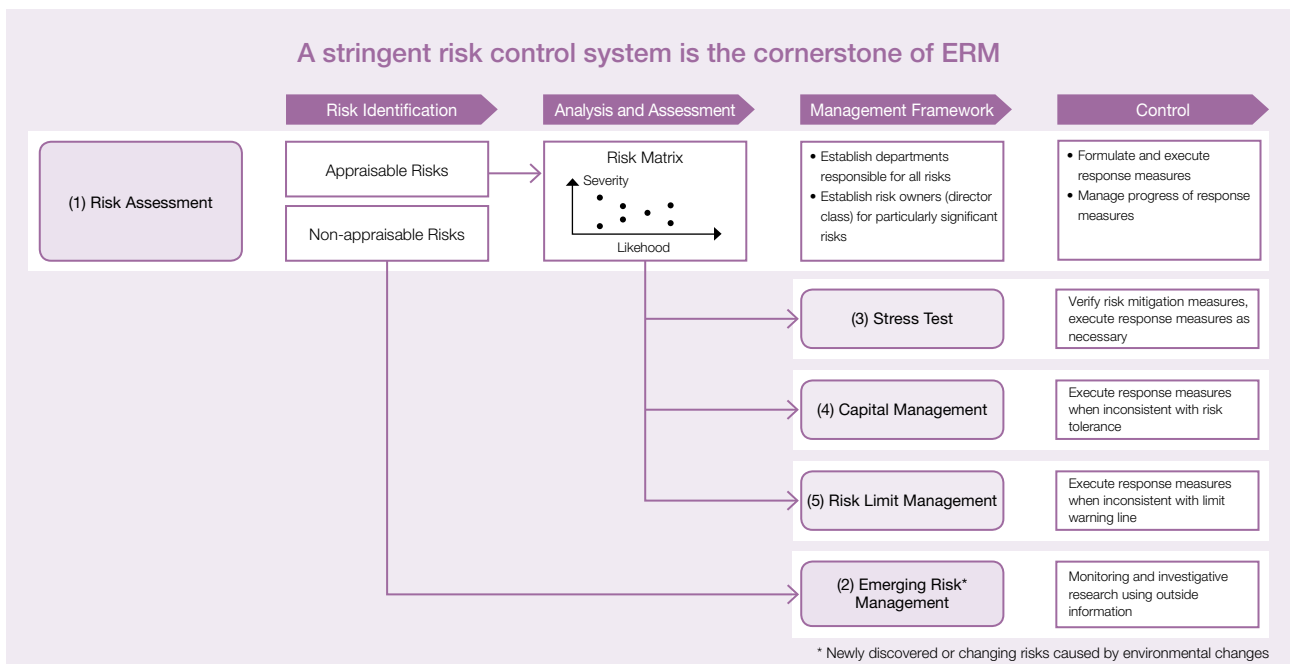 A stringent risk control system is the cornerstone of ERM
Risk Identification
Analysis and Assessment
Management Framework
Control
(1) Risk Assessment
Appraisable Risks
Non-appraisable Risks
Risk Matrix
Severity
Likehood
• Establish departments
responsible for all risks
• Establish risk owners (director
class) for particularly significant
risks
• Formulate and execute
response measures
• Manage progress of response
measures
(3) Stress Test
Verify risk mitigation measures,
execute response measures as
necessary
(4) Capital Management
Execute response measures
when inconsistent with risk
tolerance
(5) Risk Limit Management
Execute response measures
when inconsistent with limit
warning line
(2) Emerging Risk*
Management
Monitoring and investigative
research using outside
information
* Newly discovered or changing risks caused by environmental changes